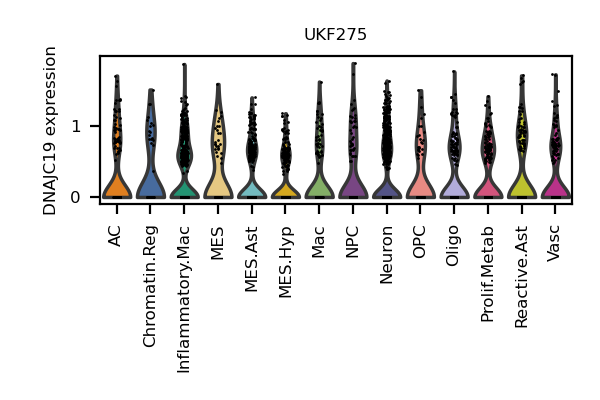 UKF275
DNAJC19 expression
1
0
AC
Chromatin.Reg
Inflammatory.Mac
MES
MES.Ast
MES.Hyp
Mac
NPC
Neuron
OPC
Oligo
Prolif.Metab
Reactive.Ast
Vasc